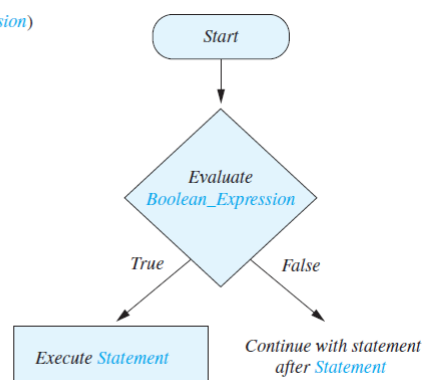 sion)
Start
Evaluate
Boolean_Expression
True
False
Execute Statement
Continue with statement
after Statement